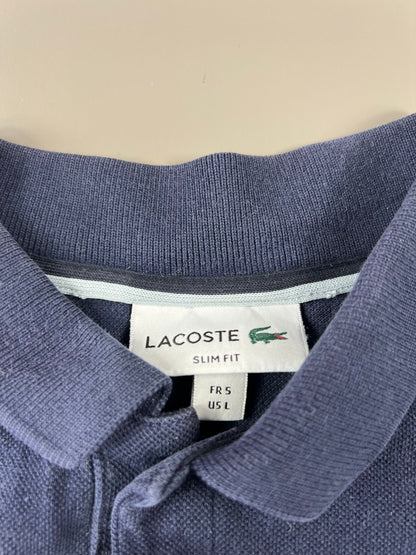 LACOSTE
SLIM FIT
FR 5
US L